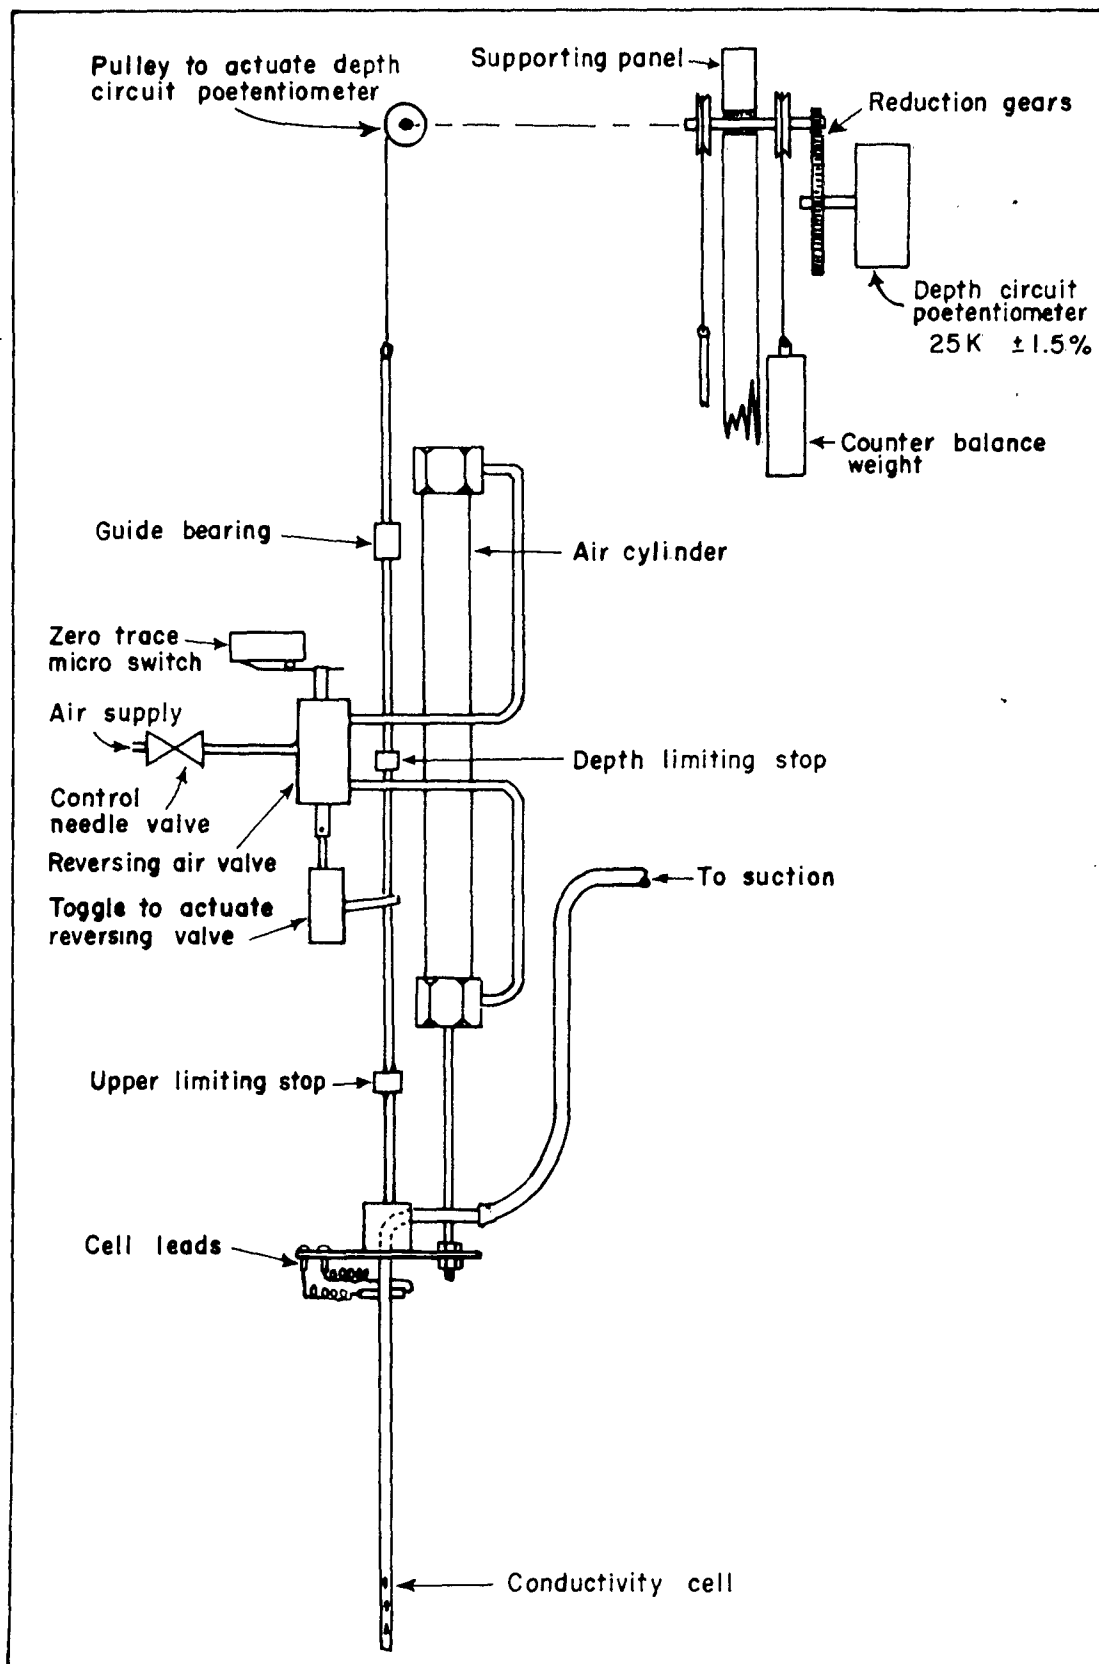 Pulley to actuate depth
circuit poetentiometer
Supporting panel
Reduction gears
Depth circuit
poetentiometer
25K ±1.5%
Counter balance
weight
Guide bearing
Air cylinder
Zero trace
micro switch
Air supply
Depth limiting stop
Control
needle valve
Reversing air valve
To suction
Toggle to actuate
reversing valve
Upper limiting stop
Cell leads
Conductivity cell